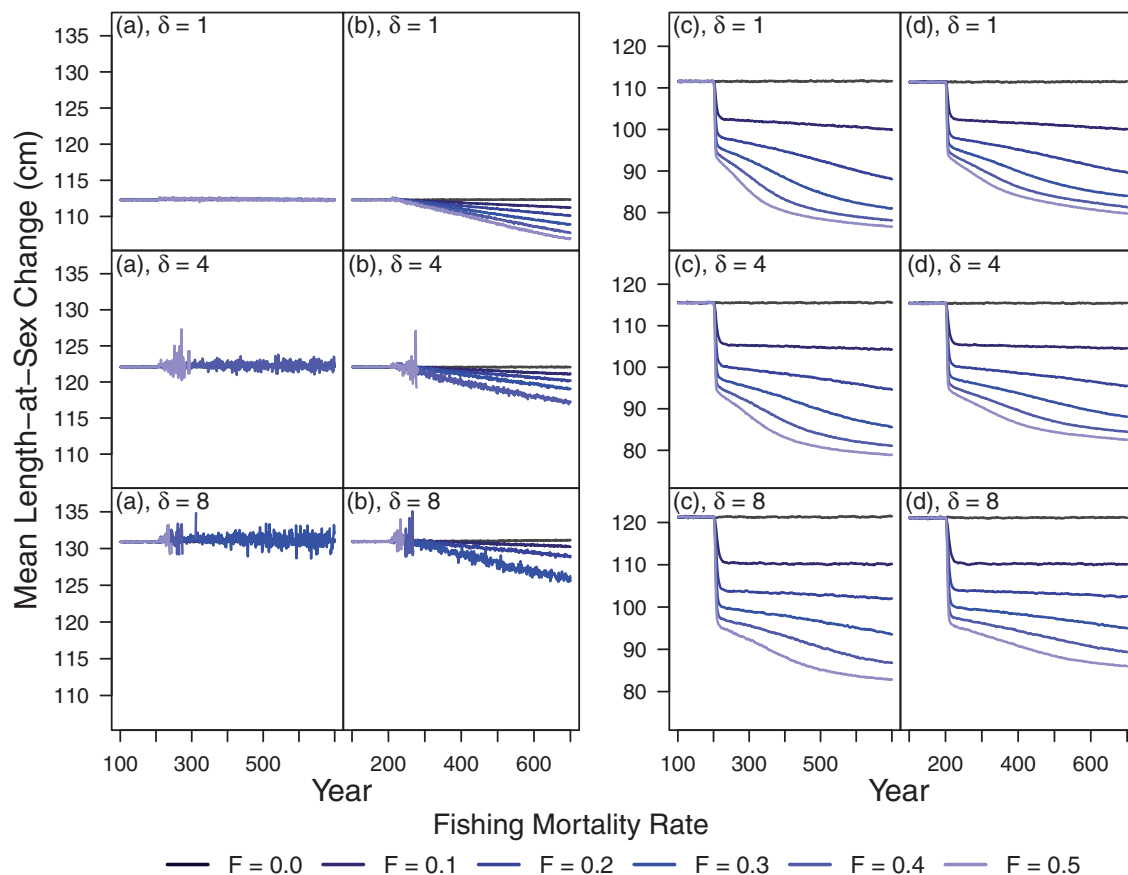 (a), δ = 1
(b), δ = 1
(c), δ = 1
(d), δ = 1
135
130
125
120
115
110
120
110
100
90
80
(a), δ = 4
(b), δ = 4
(c), δ = 4
(d), δ = 4
135
130
125
120
115
110
120
110
100
90
80
(a), δ = 8
(b), δ = 8
(c), δ = 8
(d), δ = 8
135
130
125
120
115
110
120
110
100
90
80
Mean Length−at−Sex Change (cm)
100 300 500 200 400 600
100 300 500 200 400 600
Year
Year
Fishing Mortality Rate
F = 0.0 F = 0.1 F = 0.2 F = 0.3 F = 0.4 F = 0.5